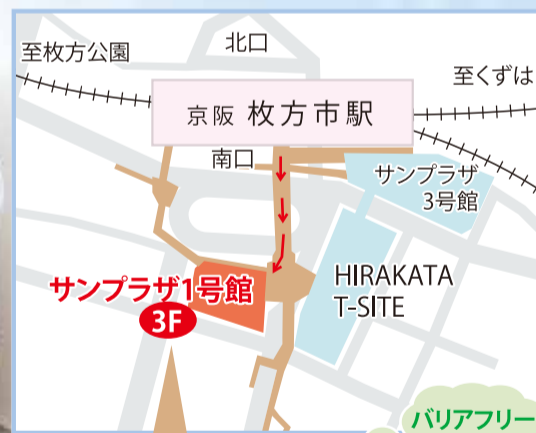 北口
至枚方公園
至くずは
京阪 枚方市駅
南口
サンプラザ
3号館
サンプラザ1号館
3F
HIRAKATA
T-SITE
バリアフリー